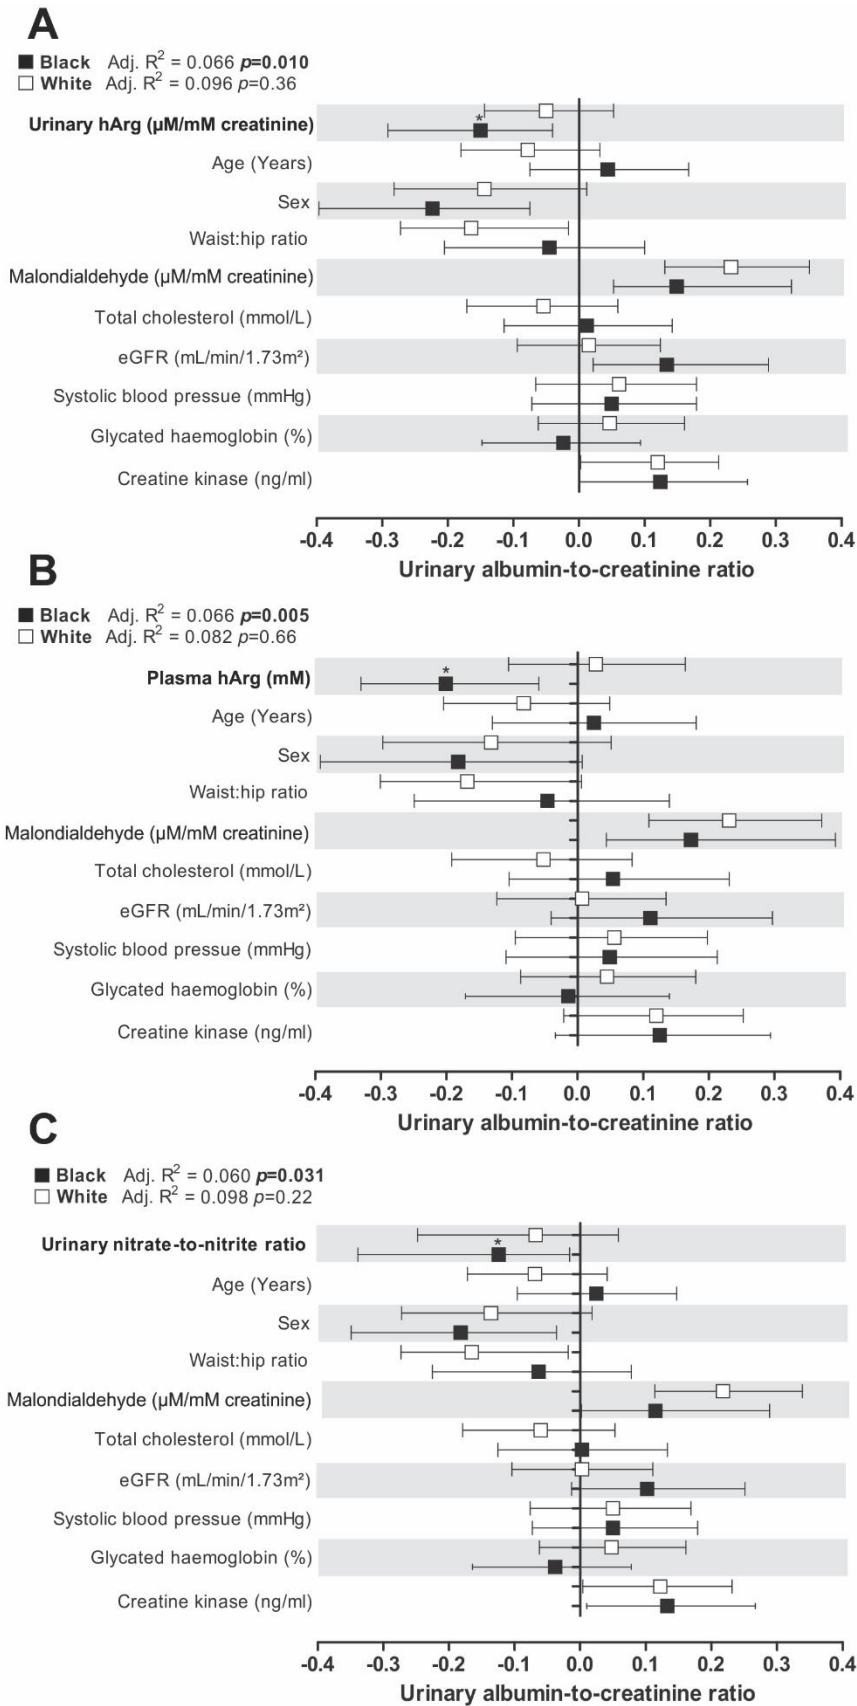 A
Black Adj. R² = 0.066 p=0.010
White Adj. R² = 0.096 p=0.36
*
Urinary hArg (µM/mM creatinine)
Age (Years)
Sex
Waist:hip ratio
Malondialdehyde (µM/mM creatinine)
Total cholesterol (mmol/L)
eGFR (mL/min/1.73m²)
Systolic blood pressue (mmHg)
Glycated haemoglobin (%)
Creatine kinase (ng/ml)
-0.4 -0.3 -0.2 -0.1 0.0 0.1 0.2 0.3 0.4
Urinary albumin-to-creatinine ratio
B
Black Adj. R² = 0.066 p=0.005
White Adj. R² = 0.082 p=0.66
*
Plasma hArg (mM)
Age (Years)
Sex
Waist:hip ratio
Malondialdehyde (µM/mM creatinine)
Total cholesterol (mmol/L)
eGFR (mL/min/1.73m²)
Systolic blood pressue (mmHg)
Glycated haemoglobin (%)
Creatine kinase (ng/ml)
-0.4 -0.3 -0.2 -0.1 0.0 0.1 0.2 0.3 0.4
Urinary albumin-to-creatinine ratio
C
Black Adj. R² = 0.060 p=0.031
White Adj. R² = 0.098 p=0.22
*
Urinary nitrate-to-nitrite ratio
Age (Years)
Sex
Waist:hip ratio
Malondialdehyde (µM/mM creatinine)
Total cholesterol (mmol/L)
eGFR (mL/min/1.73m²)
Systolic blood pressue (mmHg)
Glycated haemoglobin (%)
Creatine kinase (ng/ml)
-0.4 -0.3 -0.2 -0.1 0.0 0.1 0.2 0.3 0.4
Urinary albumin-to-creatinine ratio